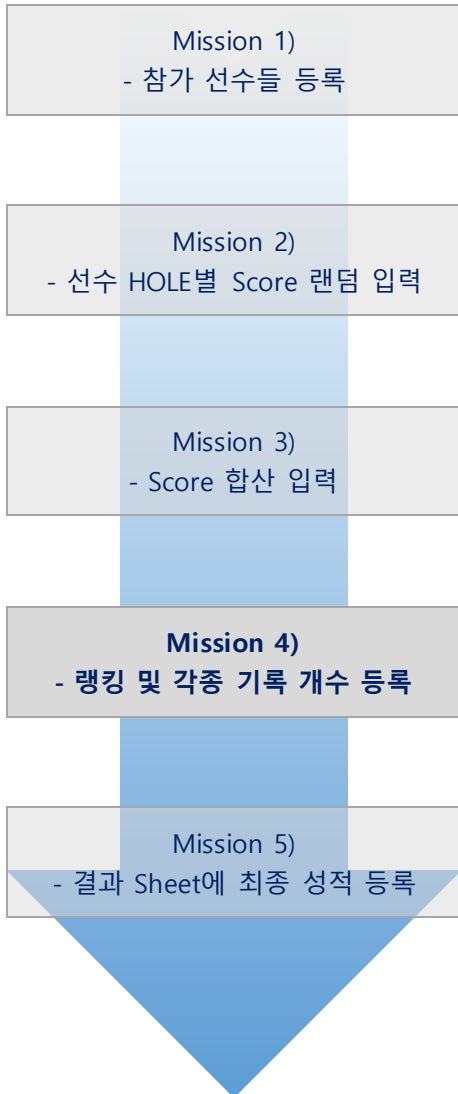 Mission 1)
- 참가 선수들 등록
Mission 2)
- 선수 HOLE별 Score 랜덤 입력
Mission 3)
- Score 합산 입력
Mission 4)
- 랭킹 및 각종 기록 개수 등록
Mission 5)
- 결과 Sheet에 최종 성적 등록